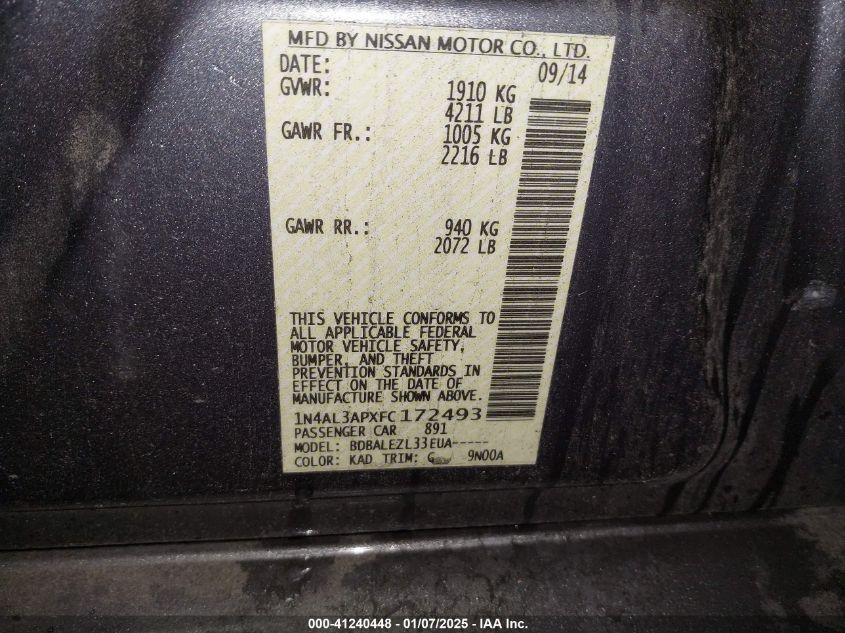 MFD BY NISSAN MOTOR CO., LTD.
DATE: 09/14
GVWR: 1910 KG
4211 LB
GAWR FR.: 1005 KG
2216 LB
GAWR RR.: 940 KG
2072 LB
THIS VEHICLE CONFORMS TO
ALL APPLICABLE FEDERAL
MOTOR VEHICLE SAFETY,
BUMPER, AND THEFT
PREVENTION STANDARDS IN
EFFECT ON THE DATE OF
MANUFACTURE SHOWN ABOVE.
1N4AL3APXFC172493
PASSENGER CAR 891
MODEL: BDBALEZL33EUA-----
COLOR: KAD TRIM: G 9N00A
000-41240448 - 01/07/2025 - IAA Inc.